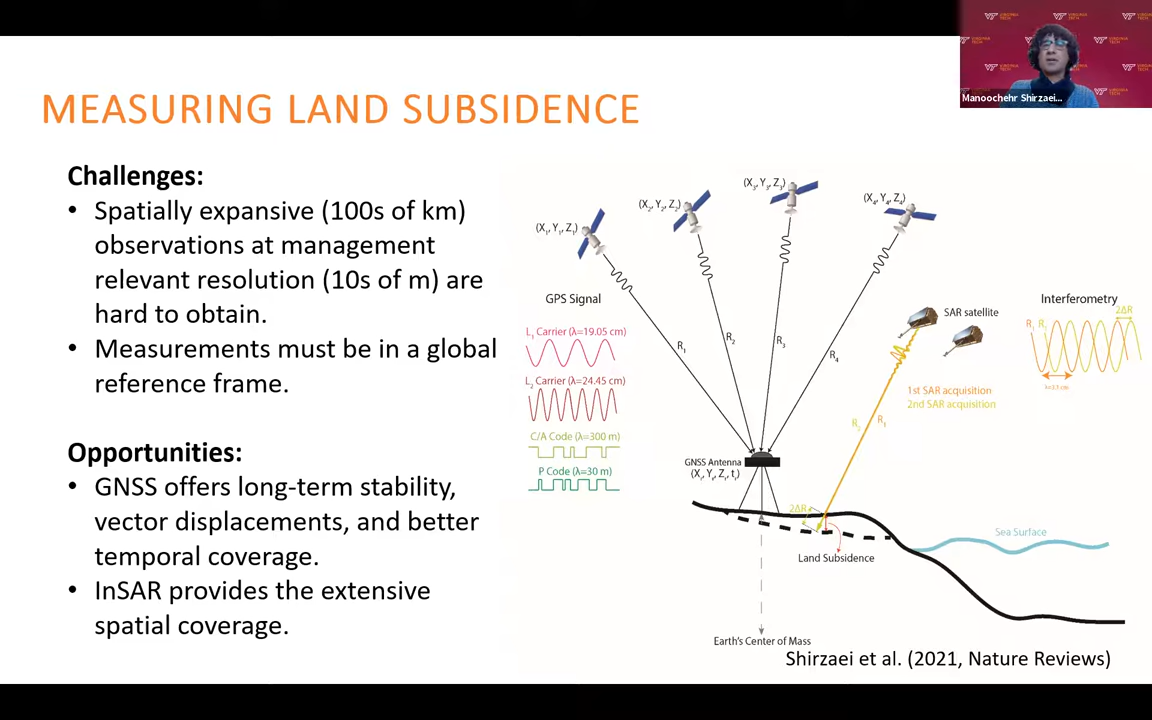 MEASURING LAND SUBSIDENCE
Manoochehr Shirzaei...
Challenges:
• Spatially expansive (100s of km)
observations at management
relevant resolution (10s of m) are
hard to obtain.
• Measurements must be in a global
reference frame.
Opportunities:
• GNSS offers long-term stability,
vector displacements, and better
temporal coverage.
• InSAR provides the extensive
spatial coverage.
(X₁, Y₁, Z₁)
(X₂, Y₂, Z₂)
(X₃, Y₃, Z₃)
(X₄, Y₄, Z₄)
GPS Signal
L₁ Carrier (λ=19.05 cm)
L₂ Carrier (λ=24.45 cm)
C/A Code (λ=300 m)
P Code (λ=30 m)
R₁
R₂
R₃
R₄
SAR satellite
Interferometry
2ΔR
1st SAR acquisition
2nd SAR acquisition
R₂
R₁
GNSS Antenna
2ΔR
Land Subsidence
Sea Surface
Earth's Center of Mass
Shirzaei et al. (2021, Nature Reviews)